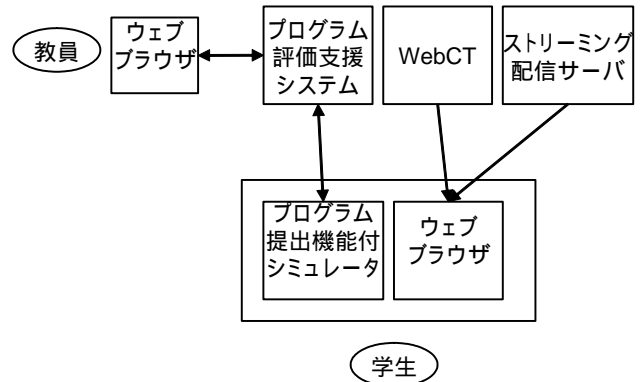 教員
ウェブ
ブラウザ
プログラム
評価支援
システム
WebCT
ストリーミング
配信サーバ
プログラム
提出機能付
シミュレータ
ウェブ
ブラウザ
学生